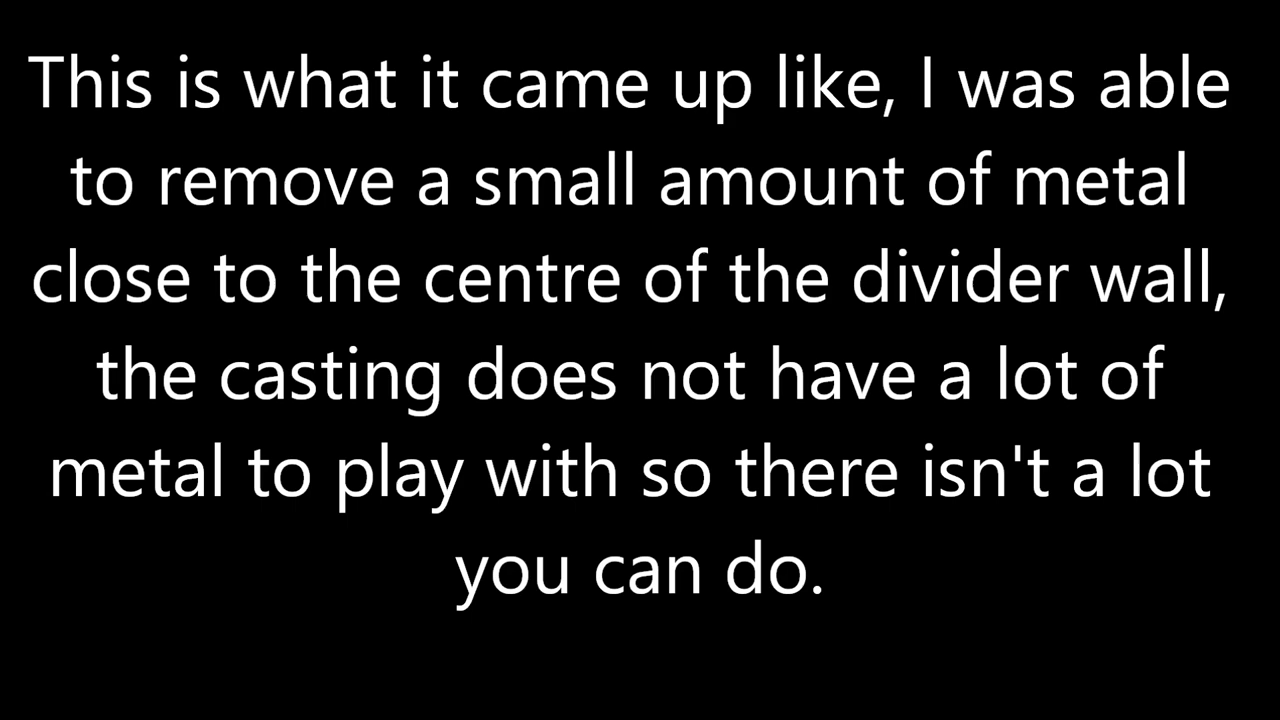 This is what it came up like, I was able
to remove a small amount of metal
close to the centre of the divider wall,
the casting does not have a lot of
metal to play with so there isn't a lot
you can do.